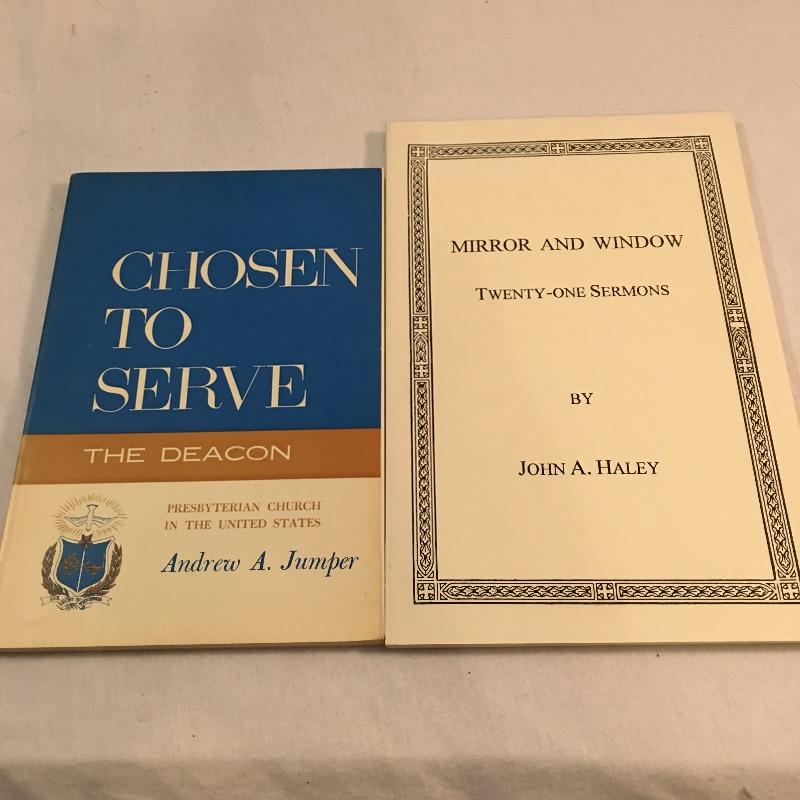 CHOSEN
TO
SERVE
THE DEACON
PRESBYTERIAN CHURCH
IN THE UNITED STATES
Andrew A. Jumper
MIRROR AND WINDOW
TWENTY-ONE SERMONS
BY
JOHN A. HALEY